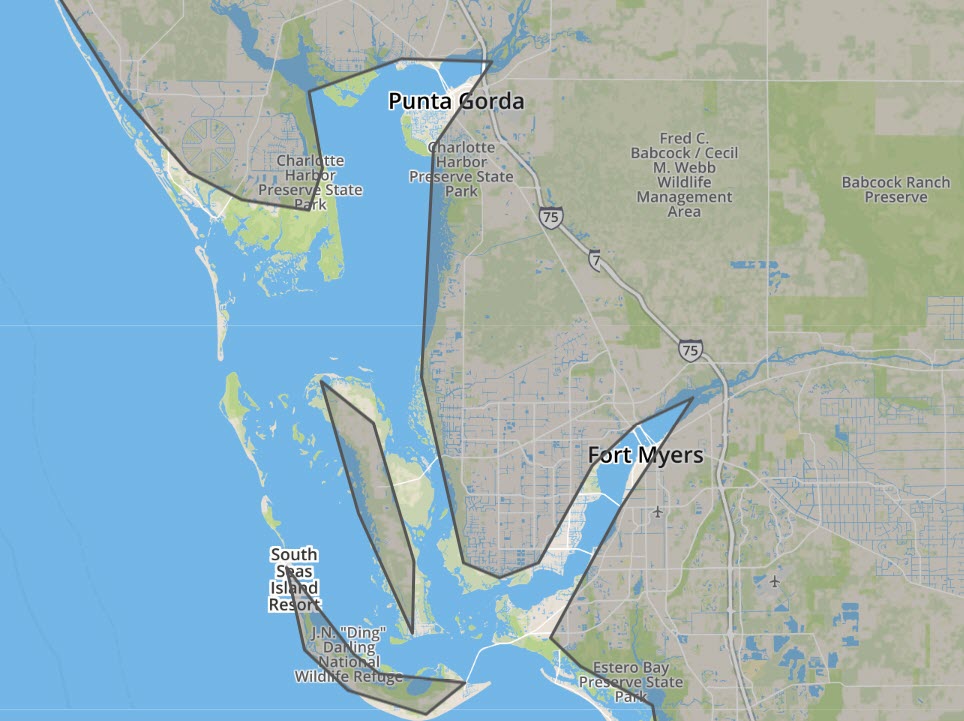 Punta Gorda
Charlotte
Harbor
Preserve State
Park
Charlotte
Harbor
Preserve State
Park
Fred C.
Babcock / Cecil
M. Webb
Wildlife
Management
Area
Babcock Ranch
Preserve
75
7
75
Fort Myers
South
Seas
Island
Resort
J.N. "Ding"
Darling
National
Wildlife Refuge
Estero Bay
Preserve State
Park